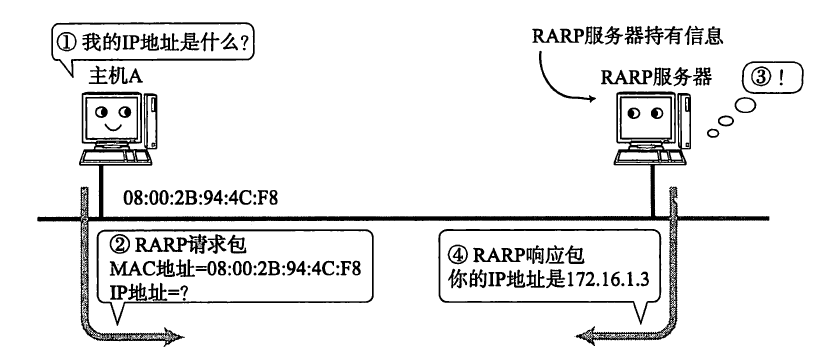 ① 我的IP地址是什么?
主机A
RARP服务器持有信息
RARP服务器
③ !
08:00:2B:94:4C:F8
② RARP请求包
MAC地址=08:00:2B:94:4C:F8
IP地址=?
④ RARP响应包
你的IP地址是172.16.1.3